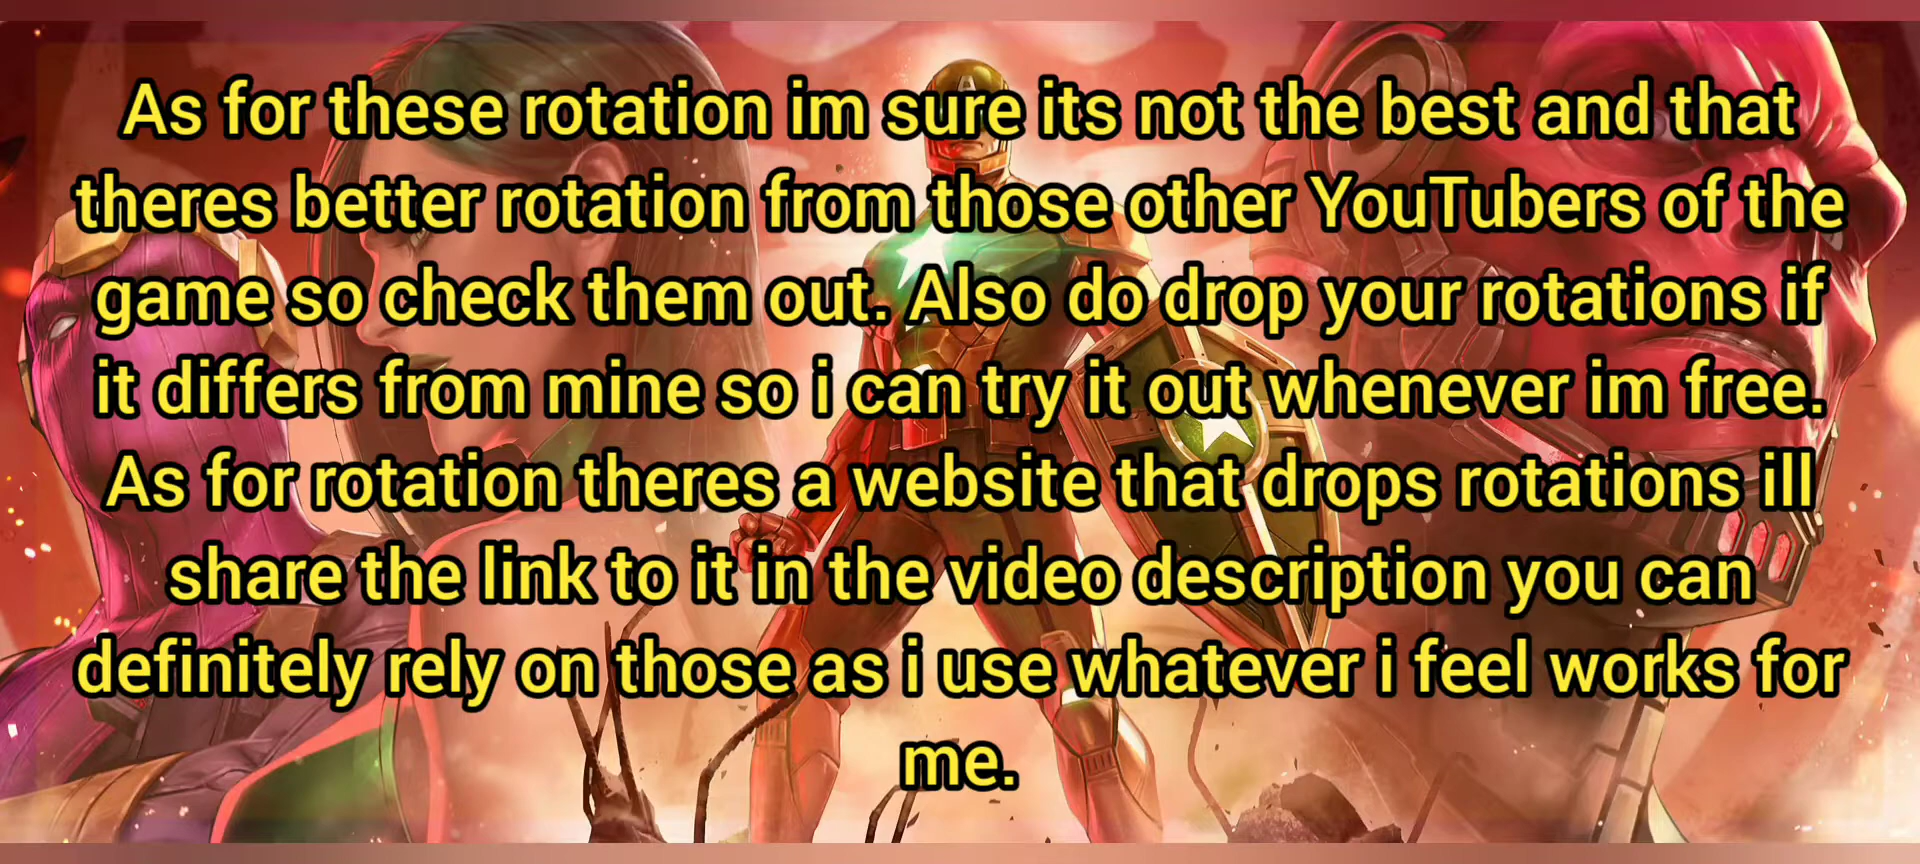 As for these rotation im sure its not the best and that
theres better rotation from those other YouTubers of the
game so check them out. Also do drop your rotations if
it differs from mine so i can try it out whenever im free.
As for rotation theres a website that drops rotations ill
share the link to it in the video description you can
definitely rely on those as i use whatever i feel works for
me.